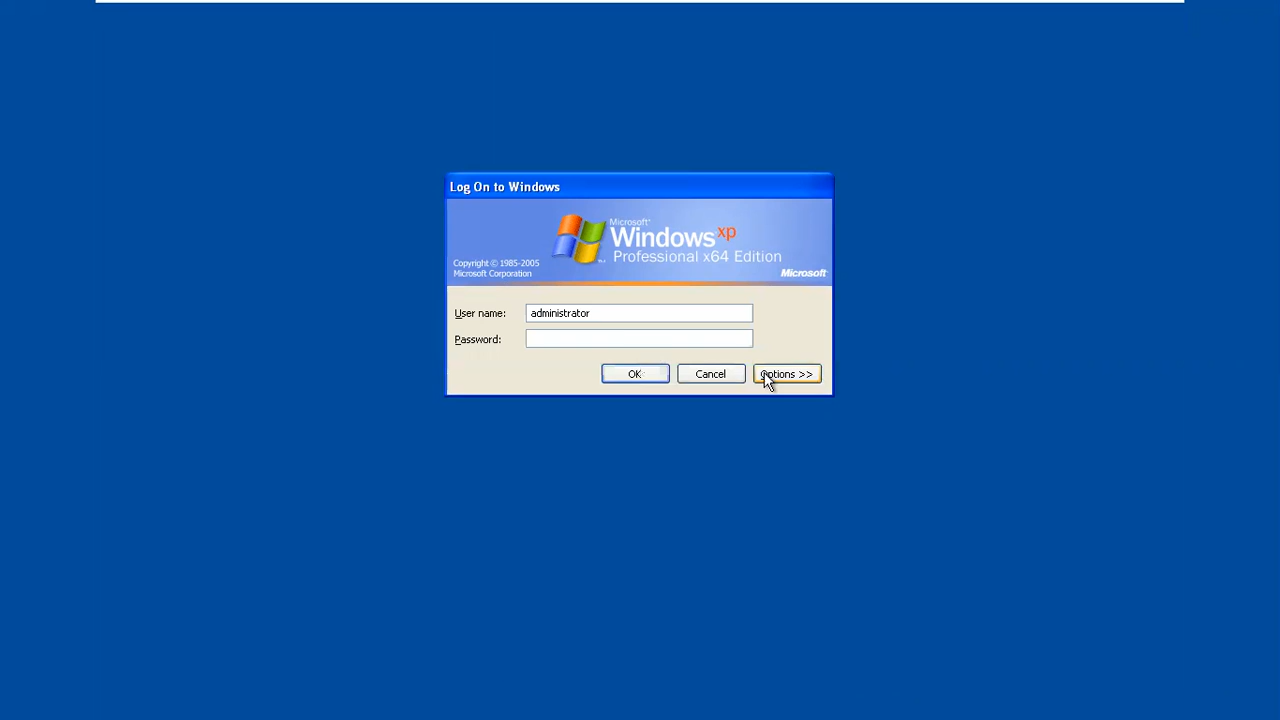 Log On to Windows
Microsoft®
Windows xp
Professional x64 Edition
Copyright © 1985-2005
Microsoft Corporation
Microsoft
User name: administrator
Password:
OK Cancel Options >>